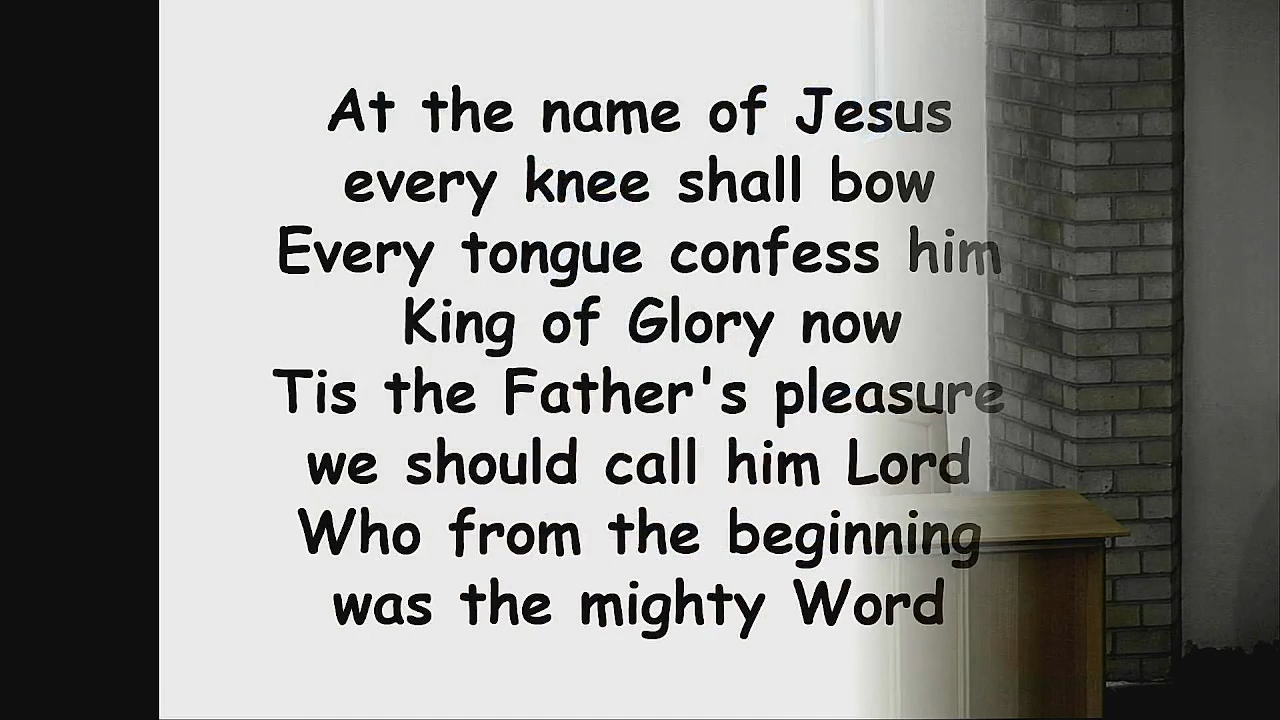 At the name of Jesus
every knee shall bow
Every tongue confess him
King of Glory now
Tis the Father's pleasure
we should call him Lord
Who from the beginning
was the mighty Word